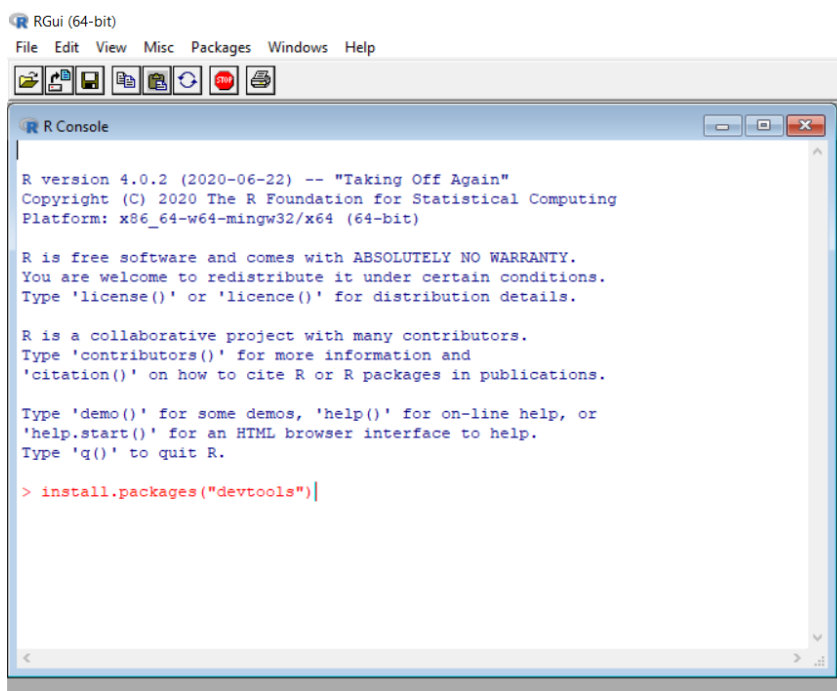 RGui (64-bit)
File Edit View Misc Packages Windows Help
STOP
R Console
R version 4.0.2 (2020-06-22) -- "Taking Off Again"
Copyright (C) 2020 The R Foundation for Statistical Computing
Platform: x86_64-w64-mingw32/x64 (64-bit)
R is free software and comes with ABSOLUTELY NO WARRANTY.
You are welcome to redistribute it under certain conditions.
Type 'license()' or 'licence()' for distribution details.
R is a collaborative project with many contributors.
Type 'contributors()' for more information and
'citation()' on how to cite R or R packages in publications.
Type 'demo()' for some demos, 'help()' for on-line help, or
'help.start()' for an HTML browser interface to help.
Type 'q()' to quit R.
> install.packages("devtools")